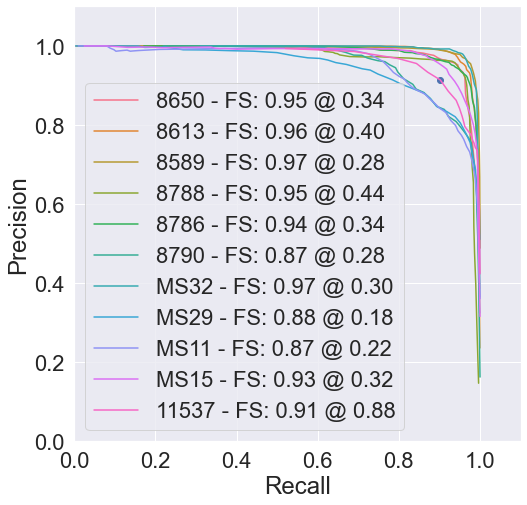 1.0
0.8
0.6
0.4
0.2
0.0
Precision
8650 - FS: 0.95 @ 0.34
8613 - FS: 0.96 @ 0.40
8589 - FS: 0.97 @ 0.28
8788 - FS: 0.95 @ 0.44
8786 - FS: 0.94 @ 0.34
8790 - FS: 0.87 @ 0.28
MS32 - FS: 0.97 @ 0.30
MS29 - FS: 0.88 @ 0.18
MS11 - FS: 0.87 @ 0.22
MS15 - FS: 0.93 @ 0.32
11537 - FS: 0.91 @ 0.88
0.0 0.2 0.4 0.6 0.8 1.0
Recall